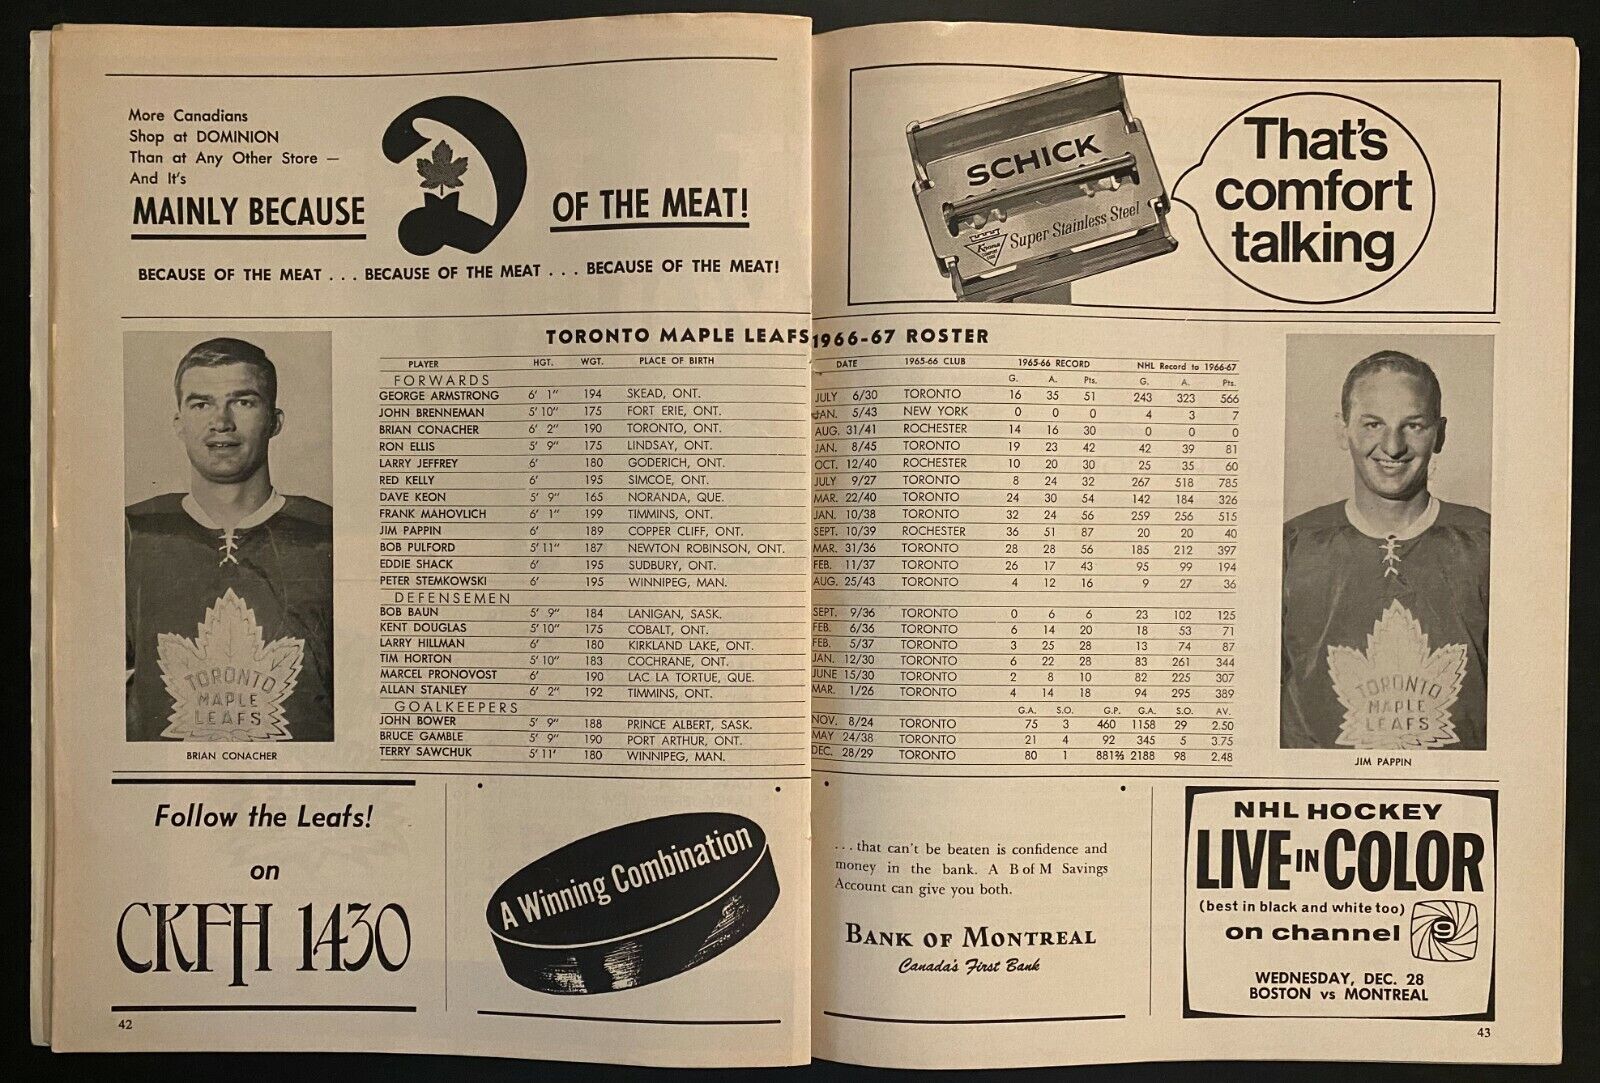 More Canadians
Shop at DOMINION
Than at Any Other Store —
And It's
MAINLY BECAUSE OF THE MEAT!
BECAUSE OF THE MEAT . . . BECAUSE OF THE MEAT . . . BECAUSE OF THE MEAT!
SCHICK
Krona
Super Stainless Steel
That's
comfort
talking
TORONTO MAPLE LEAFS 1966-67 ROSTER
PLAYER HGT. WGT. PLACE OF BIRTH DATE 1965-66 CLUB 1965-66 RECORD NHL Record to 1966-67
FORWARDS G. A. Pts. G. A. Pts.
GEORGE ARMSTRONG 6' 1" 194 SKEAD, ONT. JULY 6/30 TORONTO 16 35 51 243 323 566
JOHN BRENNEMAN 5' 10" 175 FORT ERIE, ONT. JAN. 5/43 NEW YORK 0 0 0 4 3 7
BRIAN CONACHER 6' 2" 190 TORONTO, ONT. AUG. 31/41 ROCHESTER 14 16 30 0 0 0
RON ELLIS 5' 9" 175 LINDSAY, ONT. JAN. 8/45 TORONTO 19 23 42 42 39 81
LARRY JEFFREY 6' 180 GODERICH, ONT. OCT. 12/40 ROCHESTER 10 20 30 25 35 60
RED KELLY 6' 195 SIMCOE, ONT. JULY 9/27 TORONTO 8 24 32 267 518 785
DAVE KEON 5' 9" 165 NORANDA, QUE. MAR. 22/40 TORONTO 24 30 54 142 184 326
FRANK MAHOVLICH 6' 1" 199 TIMMINS, ONT. JAN. 10/38 TORONTO 32 24 56 259 256 515
JIM PAPPIN 6' 189 COPPER CLIFF, ONT. SEPT. 10/39 ROCHESTER 36 51 87 20 20 40
BOB PULFORD 5' 11" 187 NEWTON ROBINSON, ONT. MAR. 31/36 TORONTO 28 28 56 185 212 397
EDDIE SHACK 6' 195 SUDBURY, ONT. FEB. 11/37 TORONTO 26 17 43 95 99 194
PETER STEMKOWSKI 6' 195 WINNIPEG, MAN. AUG. 25/43 TORONTO 4 12 16 9 27 36
DEFENSEMEN
BOB BAUN 5' 9" 184 LANIGAN, SASK. SEPT. 9/36 TORONTO 0 6 6 23 102 125
KENT DOUGLAS 5' 10" 175 COBALT, ONT. FEB. 6/36 TORONTO 6 14 20 18 53 71
LARRY HILLMAN 6' 180 KIRKLAND LAKE, ONT. FEB. 5/37 TORONTO 3 25 28 13 74 87
TIM HORTON 5' 10" 183 COCHRANE, ONT. JAN. 12/30 TORONTO 6 22 28 83 261 344
MARCEL PRONOVOST 6' 190 LAC LA TORTUE, QUE. JUNE 15/30 TORONTO 2 8 10 82 225 307
ALLAN STANLEY 6' 2" 192 TIMMINS, ONT. MAR. 1/26 TORONTO 4 14 18 94 295 389
GOALKEEPERS G.A. S.O. G.P. G.A. S.O. AV.
JOHN BOWER 5' 9" 188 PRINCE ALBERT, SASK. NOV. 8/24 TORONTO 75 3 460 1158 29 2.50
BRUCE GAMBLE 5' 9" 190 PORT ARTHUR, ONT. MAY 24/38 TORONTO 21 4 92 345 5 3.75
TERRY SAWCHUK 5' 11' 180 WINNIPEG, MAN. DEC. 28/29 TORONTO 80 1 881⅔ 2188 98 2.48
TORONTO
MAPLE
LEAFS
BRIAN CONACHER
TORONTO
MAPLE
LEAFS
JIM PAPPIN
Follow the Leafs!
on
CKFH 1430
A Winning Combination
. . . that can't be beaten is confidence and
money in the bank. A B of M Savings
Account can give you both.
BANK OF MONTREAL
Canada's First Bank
NHL HOCKEY
LIVE IN COLOR
(best in black and white too)
on channel 9
WEDNESDAY, DEC. 28
BOSTON vs MONTREAL
42
43